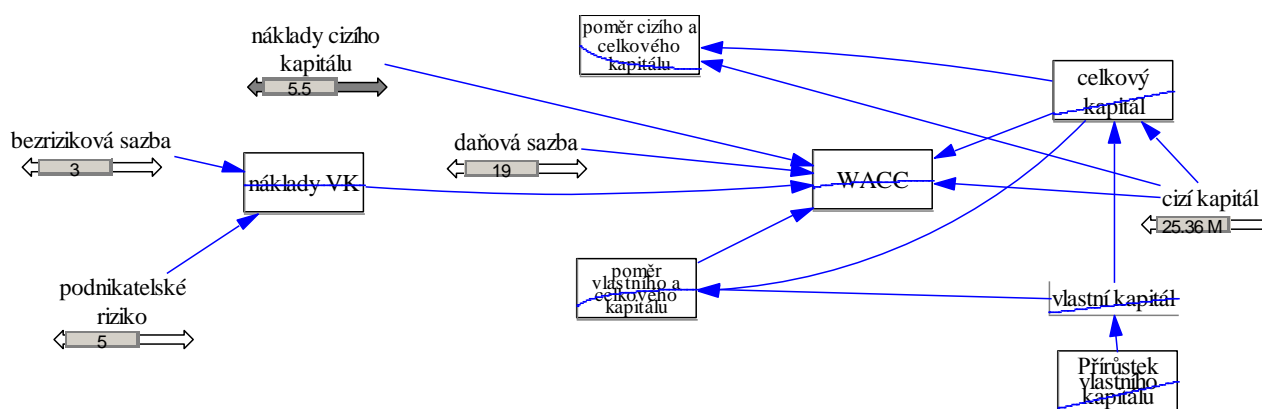 náklady cizího
kapitálu
5.5
poměr cizího a
celkového
kapitálu
celkový
kapitál
bezriziková sazba
3
daňová sazba
19
náklady VK
WACC
cizí kapitál
25.36 M
podnikatelské
riziko
5
poměr
vlastního a
celkového
kapitálu
vlastní kapitál
Přírůstek
vlastního
kapitálu